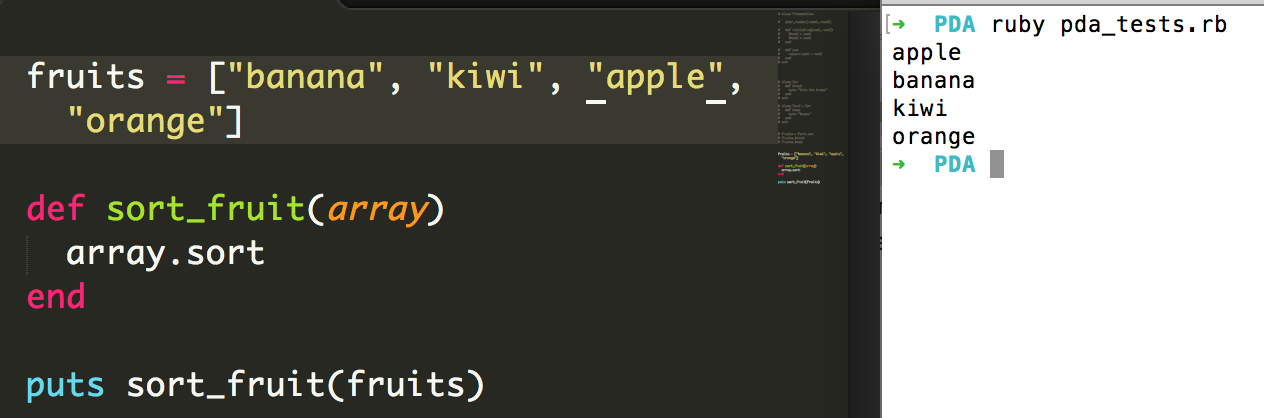 fruits = ["banana", "kiwi", "apple",
"orange"]
def sort_fruit(array)
array.sort
end
puts sort_fruit(fruits)
➜ PDA ruby pda_tests.rb
apple
banana
kiwi
orange
➜ PDA